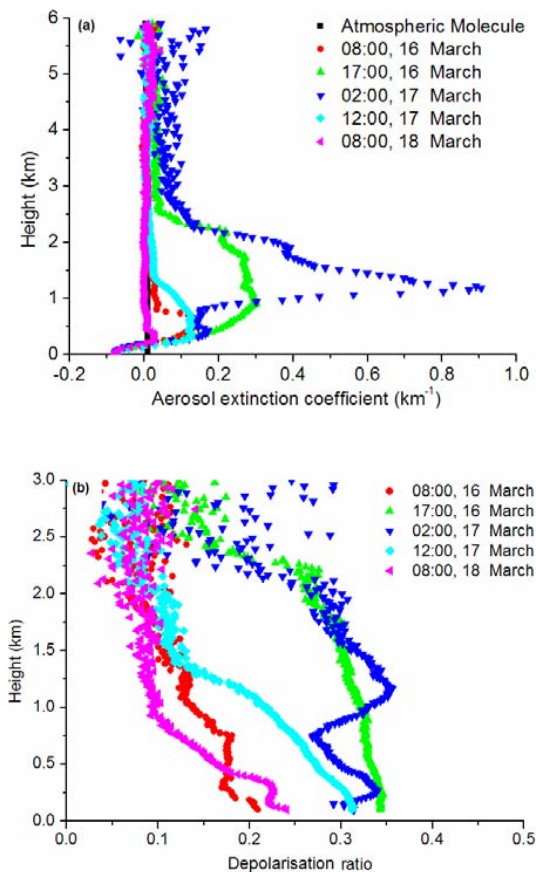 (a)
Atmospheric Molecule
08:00, 16 March
17:00, 16 March
02:00, 17 March
12:00, 17 March
08:00, 18 March
6
5
4
3
2
1
0
Height (km)
-0.2 0.0 0.2 0.4 0.6 0.8 1.0
Aerosol extinction coefficient (km⁻¹)
(b)
08:00, 16 March
17:00, 16 March
02:00, 17 March
12:00, 17 March
08:00, 18 March
3.0
2.5
2.0
1.5
1.0
0.5
0.0
Height (km)
0.0 0.1 0.2 0.3 0.4 0.5
Depolarisation ratio